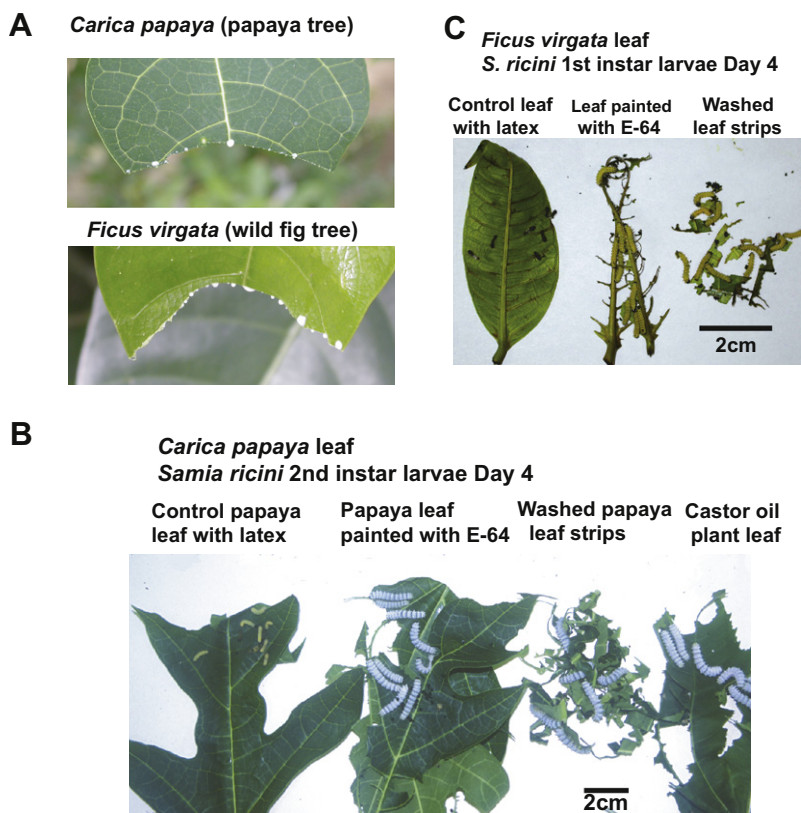 A
Carica papaya (papaya tree)
Ficus virgata (wild fig tree)
C
Ficus virgata leaf
S. ricini 1st instar larvae Day 4
Control leaf
with latex
Leaf painted
with E-64
Washed
leaf strips
2cm
B
Carica papaya leaf
Samia ricini 2nd instar larvae Day 4
Control papaya
leaf with latex
Papaya leaf
painted with E-64
Washed papaya
leaf strips
Castor oil
plant leaf
2cm